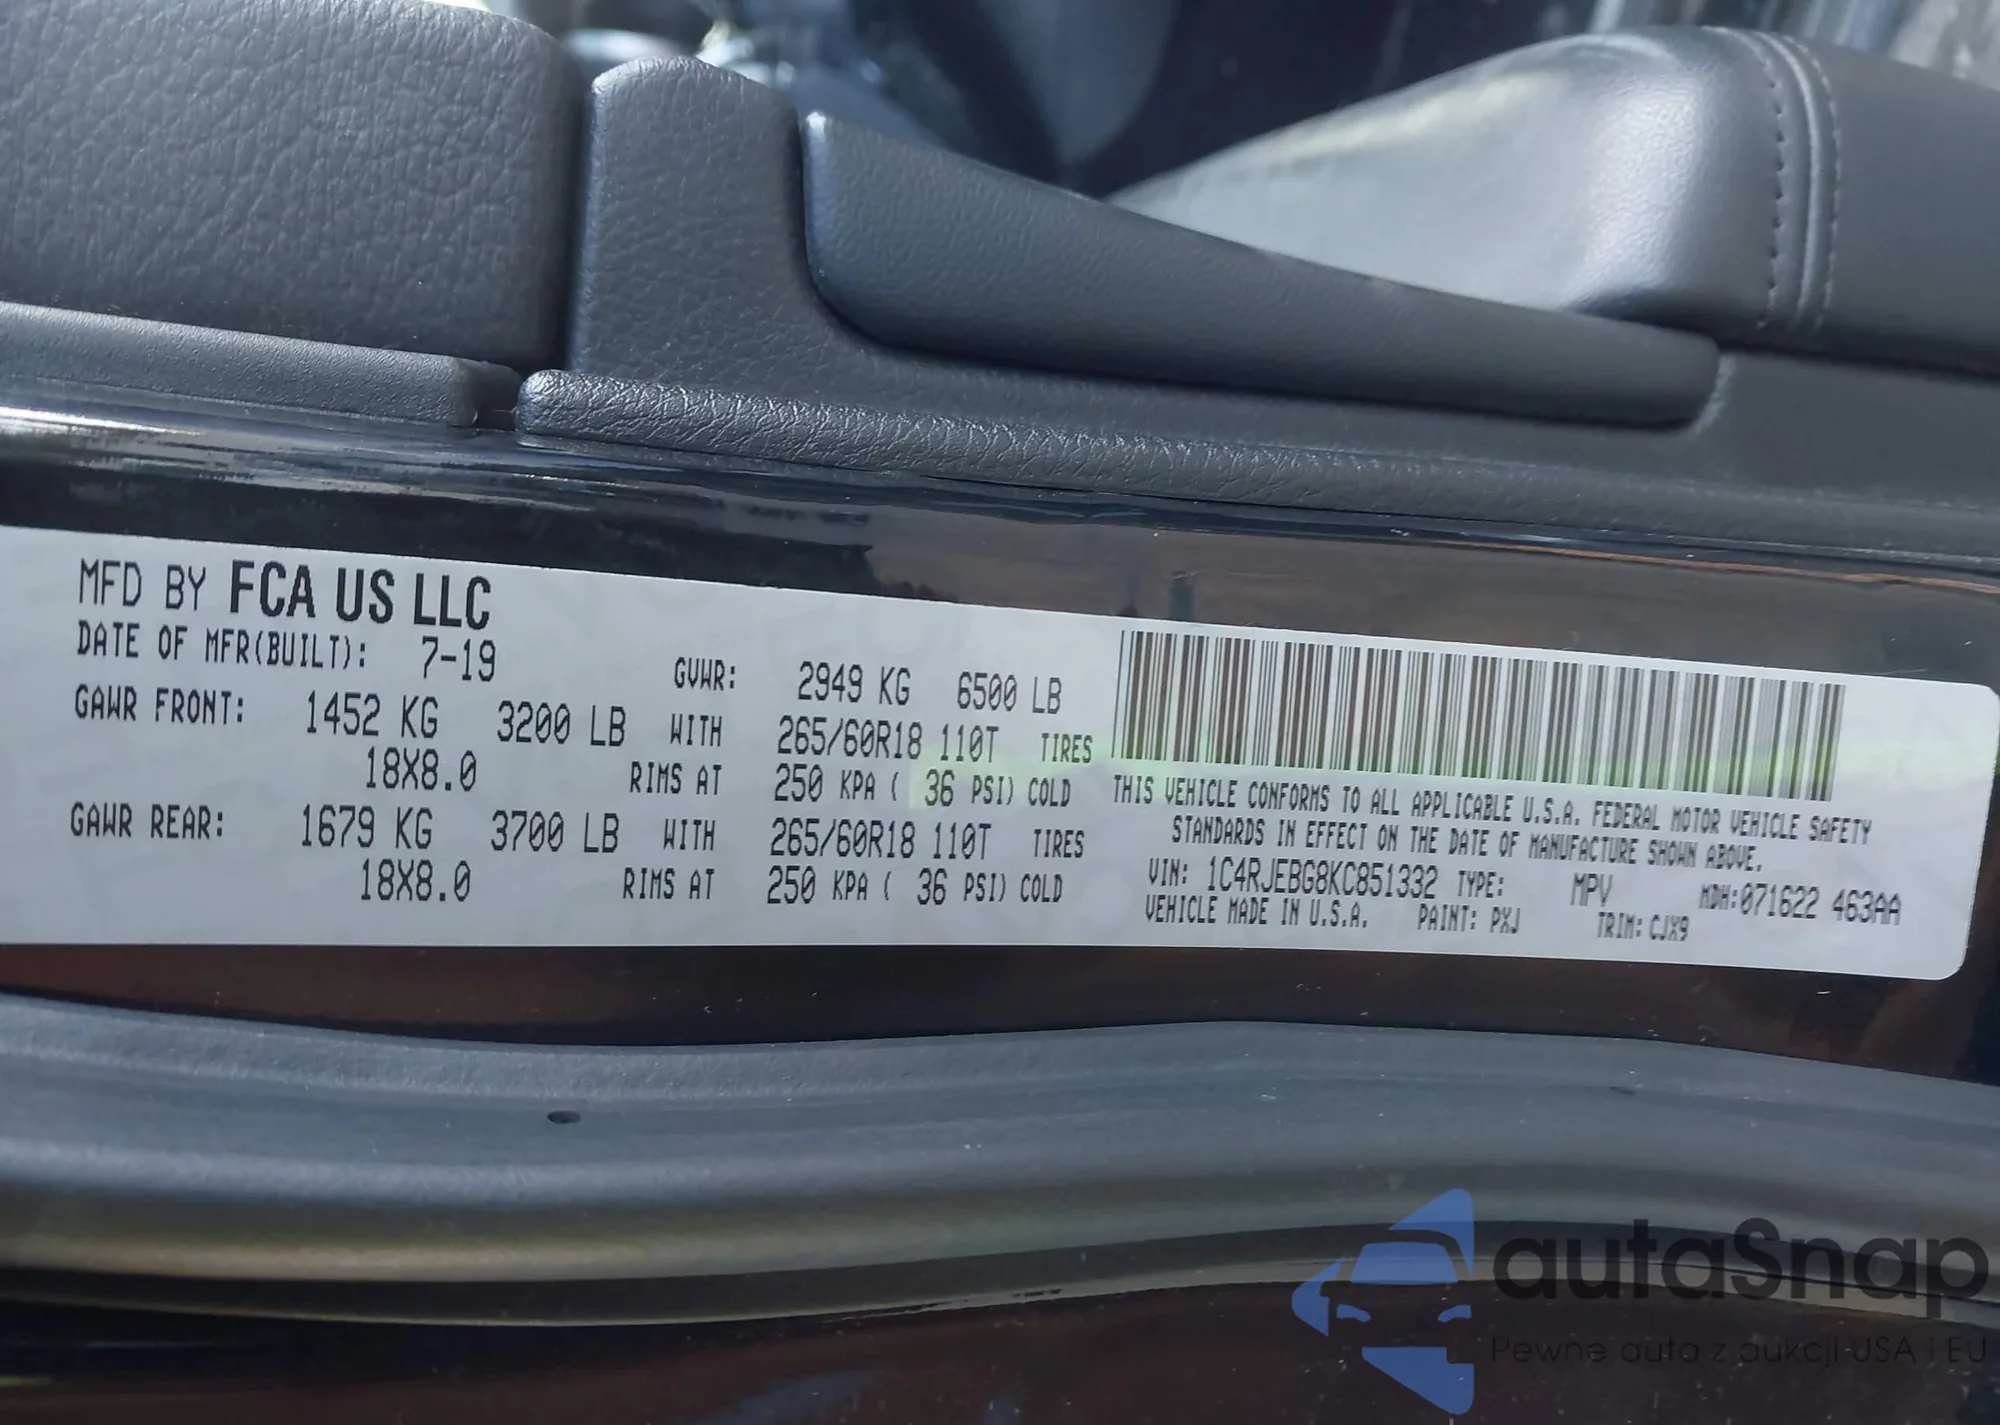 MFD BY FCA US LLC
DATE OF MFR(BUILT): 7-19 GVWR: 2949 KG 6500 LB
GAWR FRONT: 1452 KG 3200 LB WITH 265/60R18 110T TIRES
18X8.0 RIMS AT 250 KPA ( 36 PSI) COLD
GAWR REAR: 1679 KG 3700 LB WITH 265/60R18 110T TIRES
18X8.0 RIMS AT 250 KPA ( 36 PSI) COLD
THIS VEHICLE CONFORMS TO ALL APPLICABLE U.S.A. FEDERAL MOTOR VEHICLE SAFETY
STANDARDS IN EFFECT ON THE DATE OF MANUFACTURE SHOWN ABOVE.
VIN: 1C4RJEBG8KC851332 TYPE: MPV MDH:071622 463AA
VEHICLE MADE IN U.S.A. PAINT: PXJ TRIM: CJX9
autaSnap
Pewne auta z aukcji USA i EU